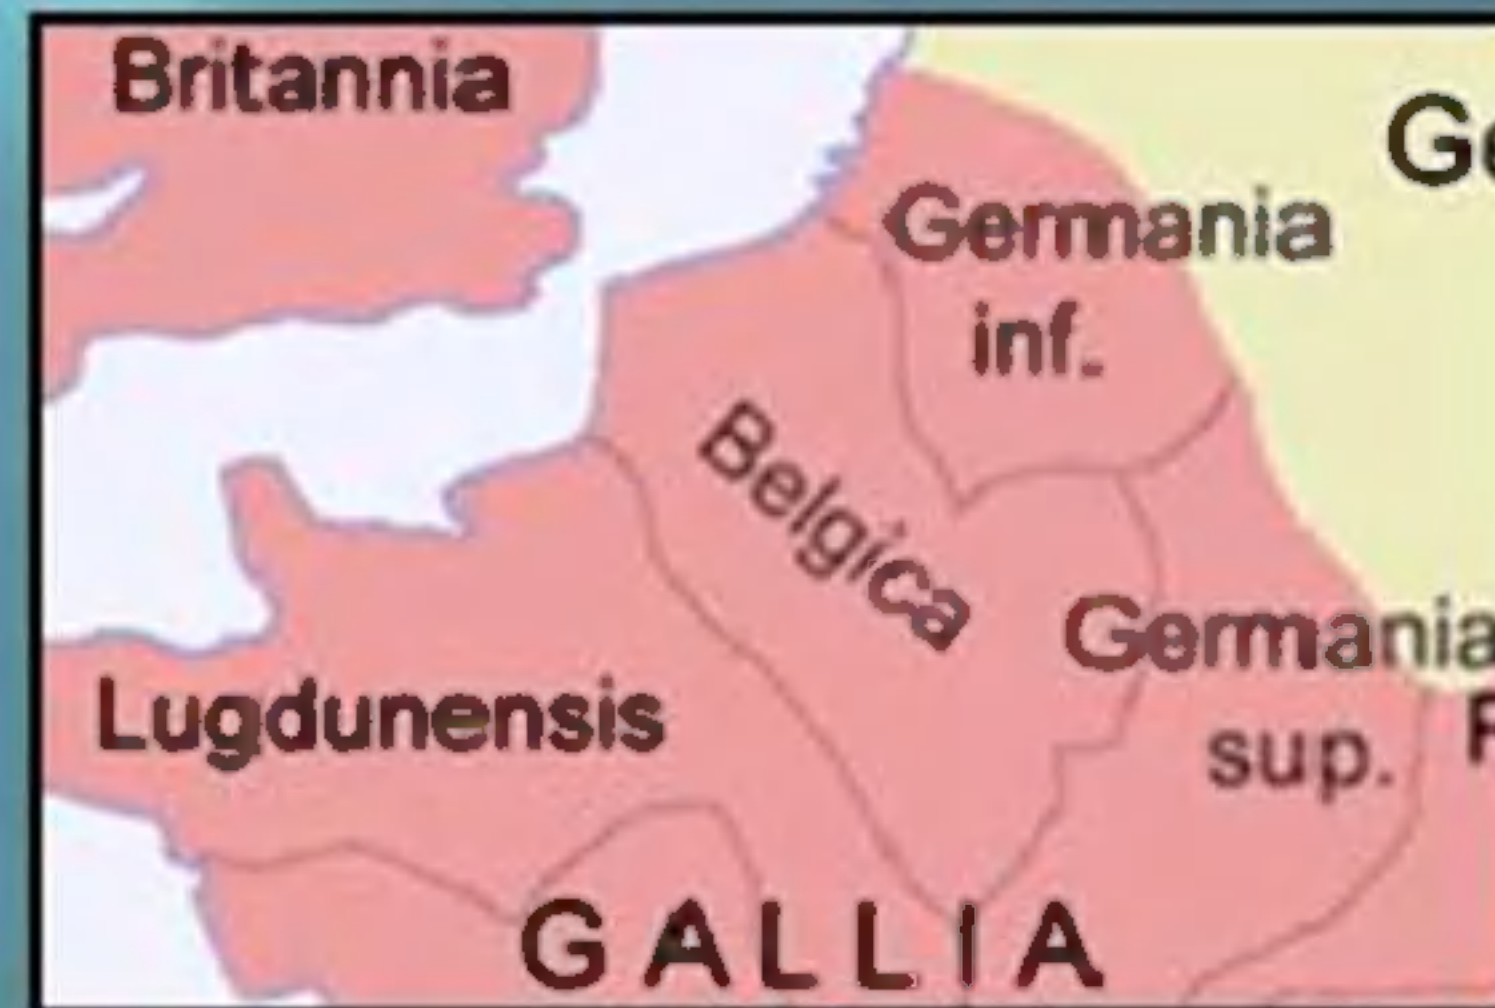 Britannia
Germania
inf.
Belgica
Germania
sup.
Lugdunensis
GALLIA